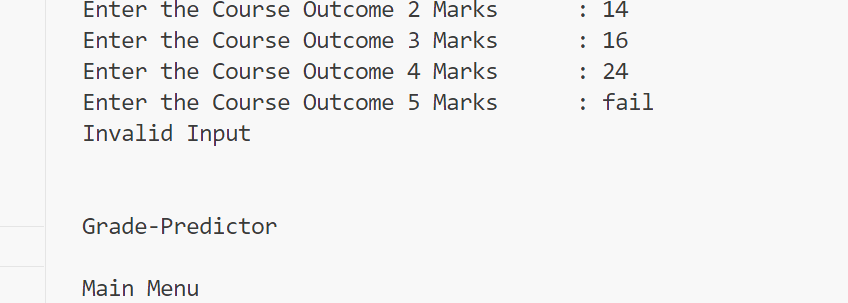 Enter the Course Outcome 2 Marks : 14
Enter the Course Outcome 3 Marks : 16
Enter the Course Outcome 4 Marks : 24
Enter the Course Outcome 5 Marks : fail
Invalid Input
Grade-Predictor
Main Menu